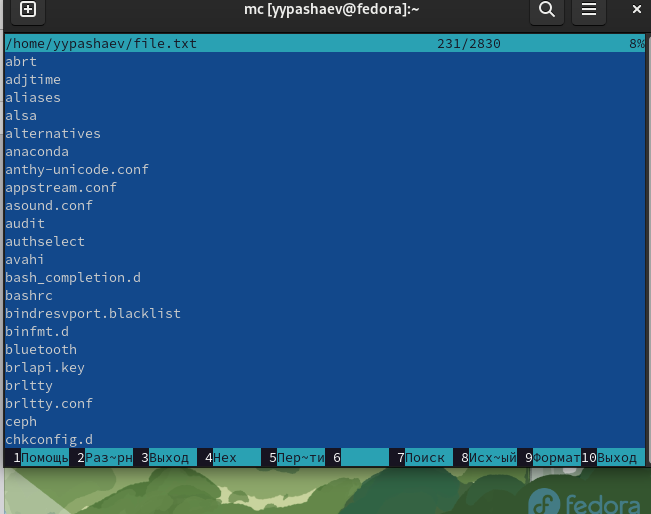 mc [yypashaev@fedora]:~
/home/yypashaev/file.txt 231/2830 8%
abrt
adjtime
aliases
alsa
alternatives
anaconda
anthy-unicode.conf
appstream.conf
asound.conf
audit
authselect
avahi
bash_completion.d
bashrc
bindresvport.blacklist
binfmt.d
bluetooth
brlapi.key
brltty
brltty.conf
ceph
chkconfig.d
1Помощь 2Раз~рн 3Выход 4Hex 5Пер~ти 6 7Поиск 8Исх~ый 9Формат 10Выход
fedora